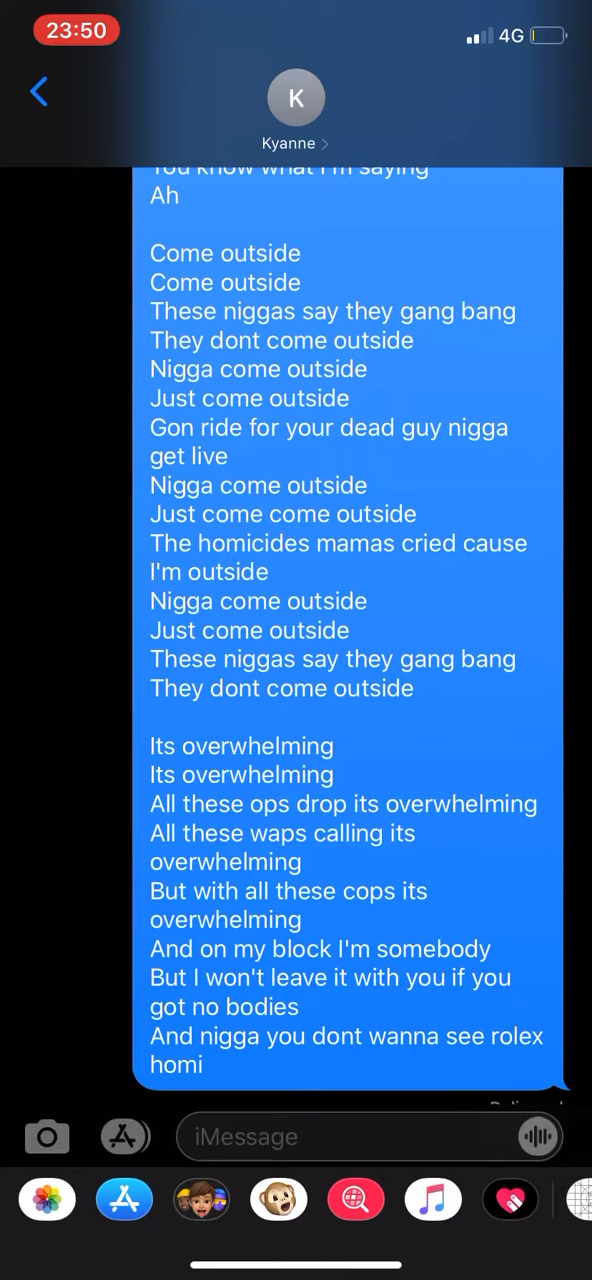 23:50
4G
K
Kyanne
You know what I'm saying
Ah
Come outside
Come outside
These niggas say they gang bang
They dont come outside
Nigga come outside
Just come outside
Gon ride for your dead guy nigga
get live
Nigga come outside
Just come come outside
The homicides mamas cried cause
I'm outside
Nigga come outside
Just come outside
These niggas say they gang bang
They dont come outside
Its overwhelming
Its overwhelming
All these ops drop its overwhelming
All these waps calling its
overwhelming
But with all these cops its
overwhelming
And on my block I'm somebody
But I won't leave it with you if you
got no bodies
And nigga you dont wanna see rolex
homi
iMessage